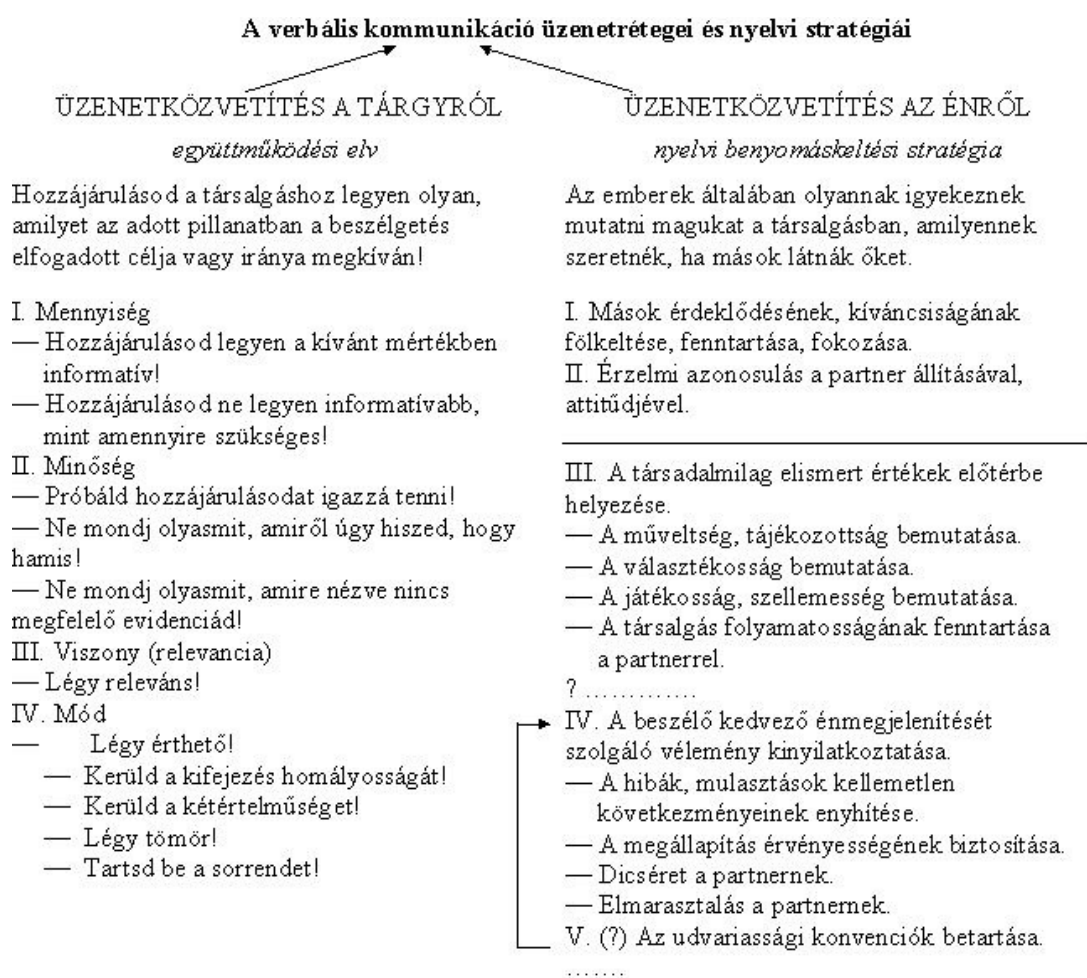 A verbális kommunikáció üzenetrétegei és nyelvi stratégiái
ÜZENETKÖZVETÍTÉS A TÁRGYRÓL
együttműködési elv
Hozzájárulásod a társalgáshoz legyen olyan,
amilyet az adott pillanatban a beszélgetés
elfogadott célja vagy iránya megkíván!
I. Mennyiség
— Hozzájárulásod legyen a kívánt mértékben
informatív!
— Hozzájárulásod ne legyen informatívabb,
mint amennyire szükséges!
II. Minőség
— Próbáld hozzájárulásodat igazzá tenni!
— Ne mondj olyasmit, amiről úgy hiszed, hogy
hamis!
— Ne mondj olyasmit, amire nézve nincs
megfelelő evidenciád!
III. Viszony (relevancia)
— Légy releváns!
IV. Mód
— Légy érthető!
— Kerüld a kifejezés homályosságát!
— Kerüld a kétértelműséget!
— Légy tömör!
— Tartsd be a sorrendet!
ÜZENETKÖZVETÍTÉS AZ ÉNRŐL
nyelvi benyomáskeltési stratégia
Az emberek általában olyannak igyekeznek
mutatni magukat a társalgásban, amilyennek
szeretnék, ha mások látnák őket.
I. Mások érdeklődésének, kíváncsiságának
fölkeltése, fenntartása, fokozása.
II. Érzelmi azonosulás a partner állításával,
attitűdjével.
III. A társadalmilag elismert értékek előtérbe
helyezése.
— A műveltség, tájékozottság bemutatása.
— A választékosság bemutatása.
— A játékosság, szellemesség bemutatása.
— A társalgás folyamatosságának fenntartása
a partnerrel.
? .............
IV. A beszélő kedvező énmegjelenítését
szolgáló vélemény kinyilatkoztatása.
— A hibák, mulasztások kellemetlen
következményeinek enyhítése.
— A megállapítás érvényességének biztosítása.
— Dicséret a partnernek.
— Elmarasztalás a partnernek.
V. (?) Az udvariassági konvenciók betartása.
.......